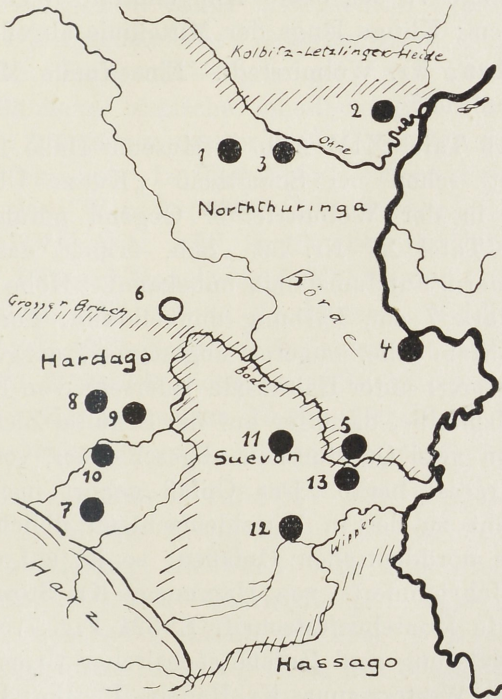 Kolbitz-Letzlinger-Heide
2
Ohre
1
3
Norththuringa
Börde
6
Grosser Bruch
4
Hardago
Bode
8
9
11
5
Suevon
10
13
7
12
Wipper
Harz
Hassago